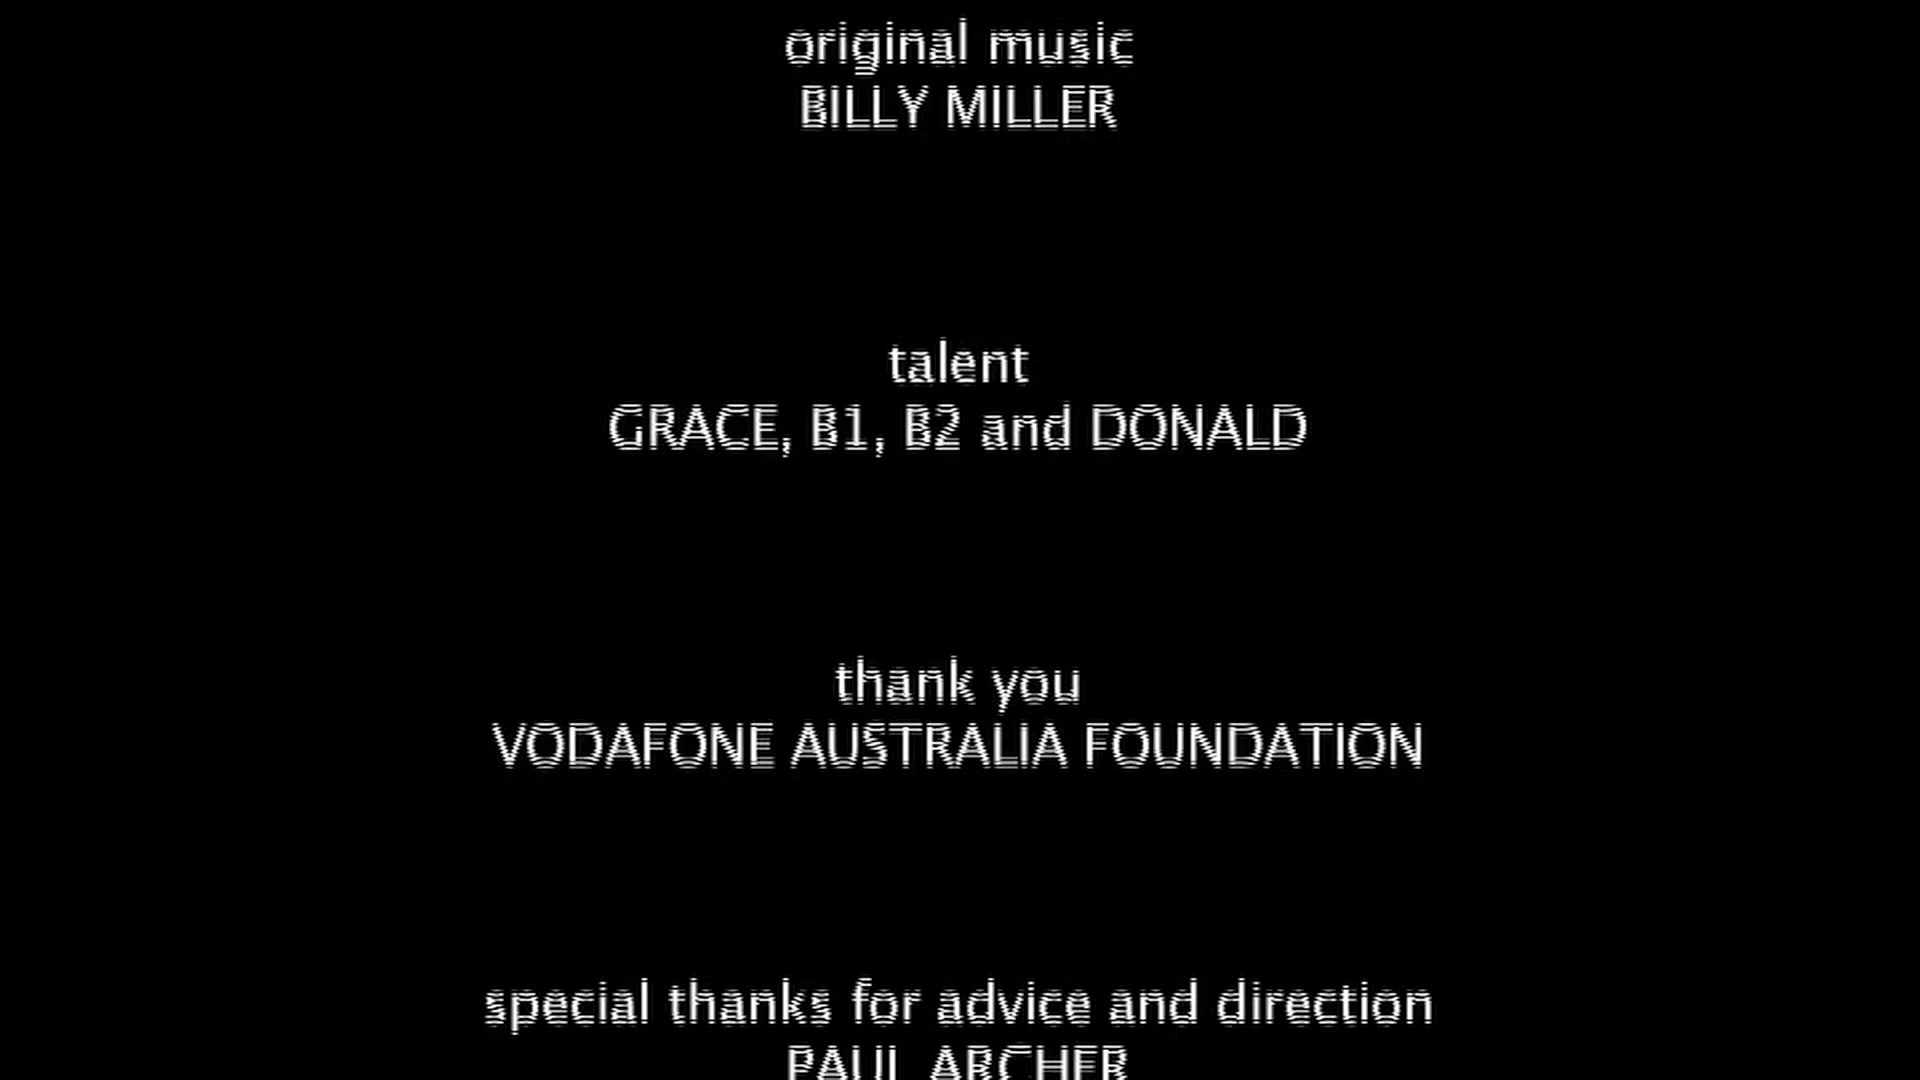 original music
BILLY MILLER
talent
GRACE, B1, B2 and DONALD
thank you
VODAFONE AUSTRALIA FOUNDATION
special thanks for advice and direction
PAUL ARCHER